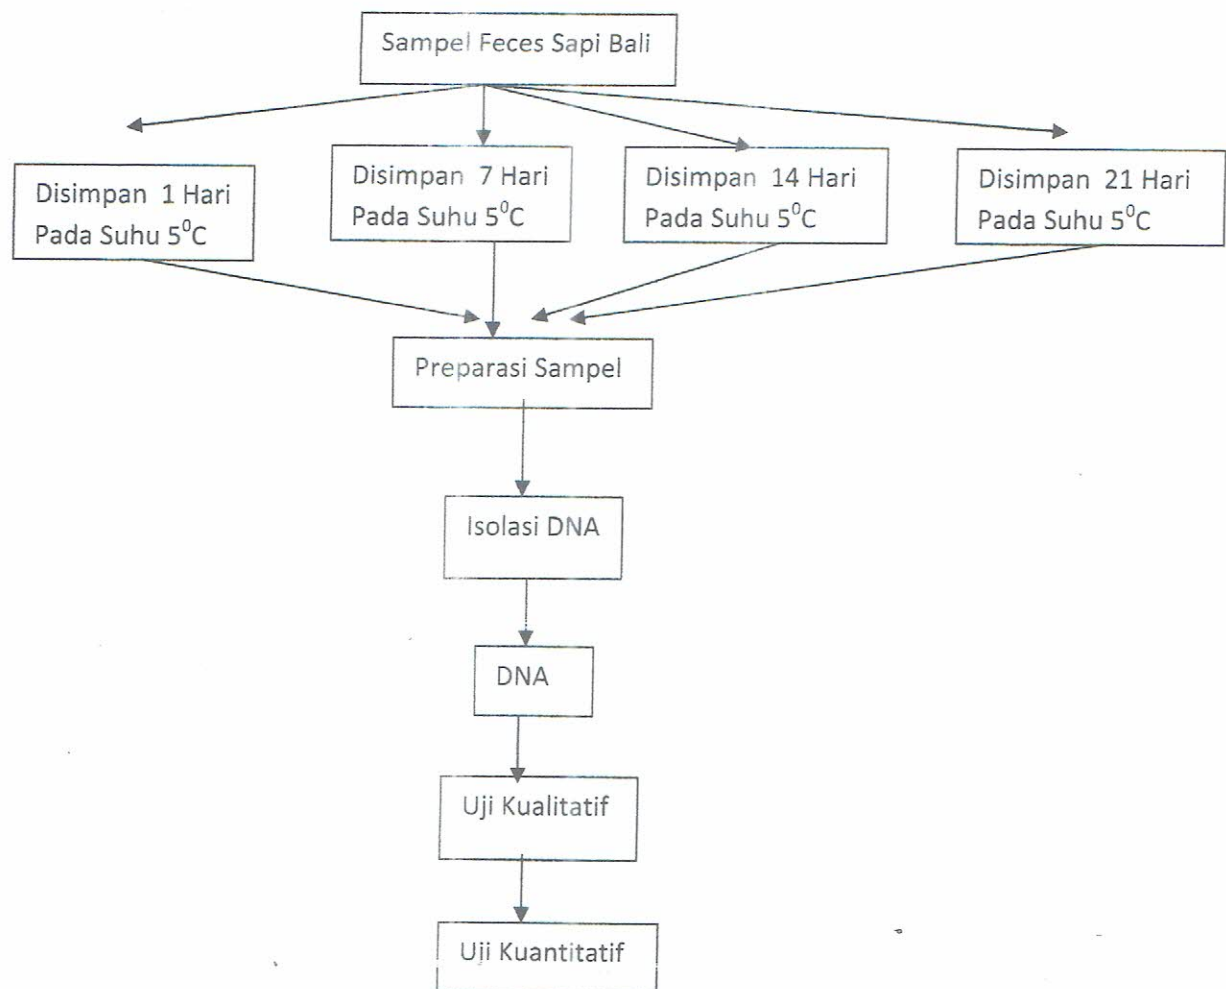 Sampel Feces Sapi Bali
Disimpan 1 Hari
Pada Suhu 5⁰C
Disimpan 7 Hari
Pada Suhu 5⁰C
Disimpan 14 Hari
Pada Suhu 5⁰C
Disimpan 21 Hari
Pada Suhu 5⁰C
Preparasi Sampel
Isolasi DNA
DNA
Uji Kualitatif
Uji Kuantitatif